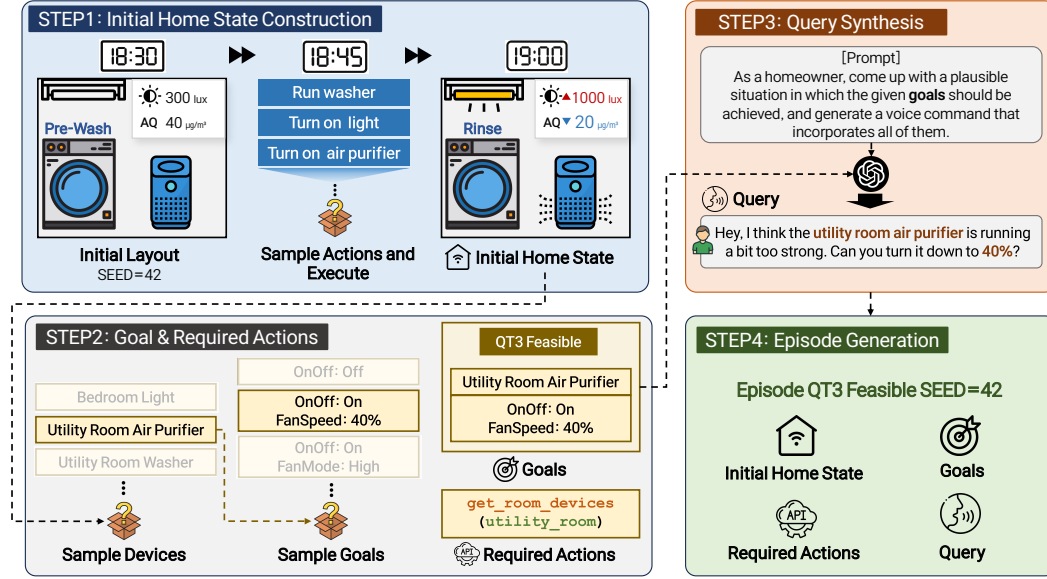 STEP1: Initial Home State Construction
18:30
18:45
19:00
300 lux
AQ 40 µg/m³
Pre-Wash
Run washer
Turn on light
Turn on air purifier
1000 lux
AQ 20 µg/m³
Rinse
Initial Layout
SEED=42
Sample Actions and
Execute
Initial Home State
STEP2: Goal & Required Actions
Bedroom Light
Utility Room Air Purifier
Utility Room Washer
Sample Devices
OnOff: Off
OnOff: On
FanSpeed: 40%
OnOff: On
FanMode: High
Sample Goals
QT3 Feasible
Utility Room Air Purifier
OnOff: On
FanSpeed: 40%
Goals
get_room_devices
(utility_room)
API
Required Actions
STEP3: Query Synthesis
[Prompt]
As a homeowner, come up with a plausible
situation in which the given goals should be
achieved, and generate a voice command that
incorporates all of them.
Query
Hey, I think the utility room air purifier is running
a bit too strong. Can you turn it down to 40%?
STEP4: Episode Generation
Episode QT3 Feasible SEED=42
Initial Home State
Goals
API
Required Actions
Query